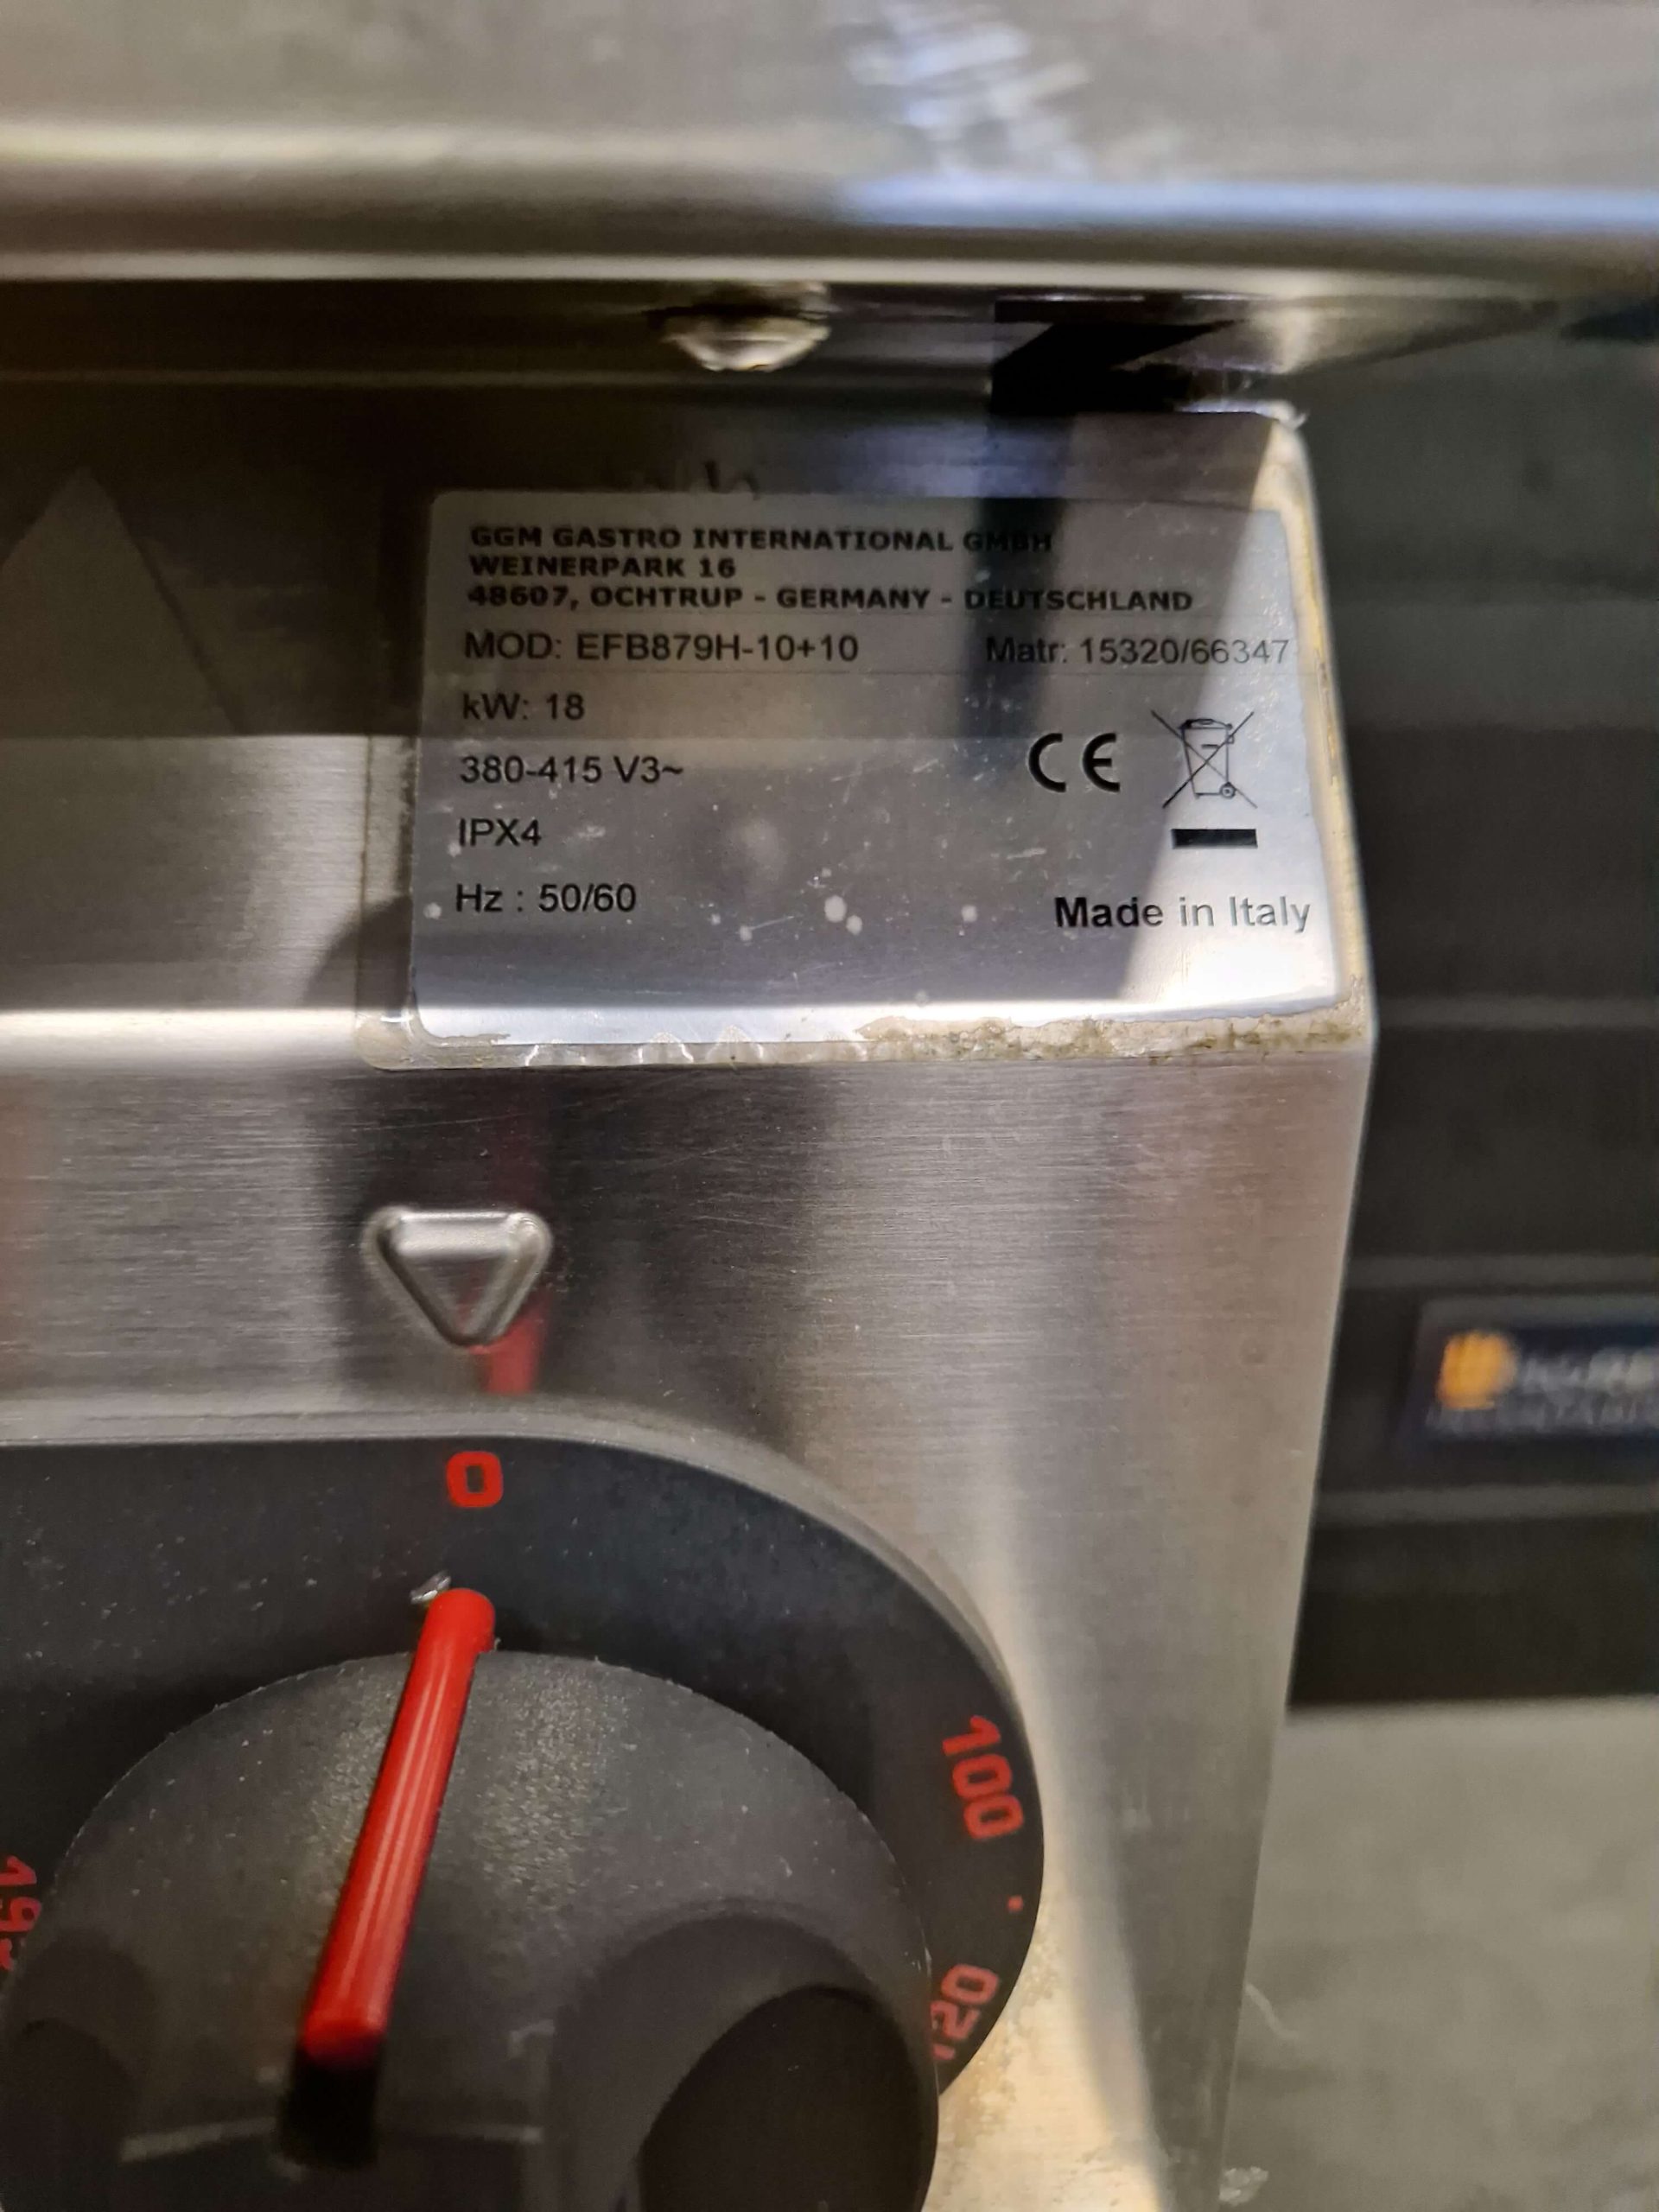 GGM GASTRO INTERNATIONAL GMBH
WEINERPARK 16
48607, OCHTRUP - GERMANY - DEUTSCHLAND
MOD: EFB879H-10+10 Matr: 15320/66347
kW: 18
380-415 V3~
CE
IPX4
Hz : 50/60
Made in Italy
0
100
120